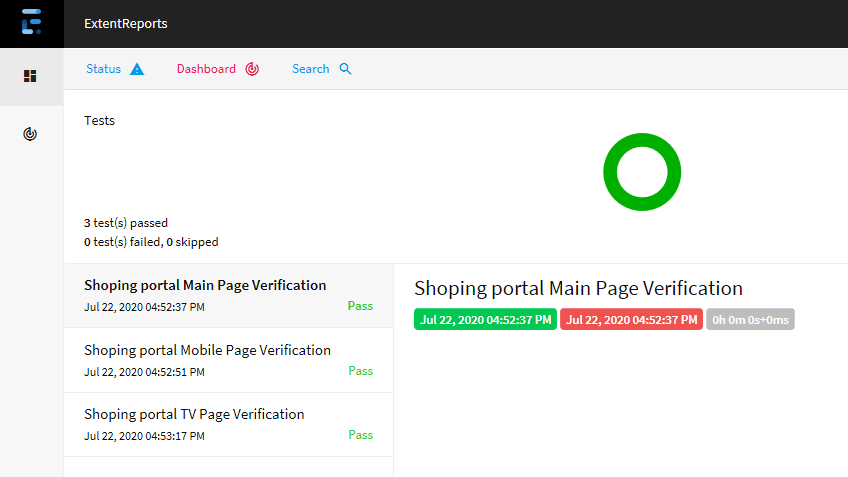 ExtentReports
Status Dashboard Search
Tests
3 test(s) passed
0 test(s) failed, 0 skipped
Shoping portal Main Page Verification
Jul 22, 2020 04:52:37 PM Pass
Shoping portal Mobile Page Verification
Jul 22, 2020 04:52:51 PM Pass
Shoping portal TV Page Verification
Jul 22, 2020 04:53:17 PM Pass
Shoping portal Main Page Verification
Jul 22, 2020 04:52:37 PM Jul 22, 2020 04:52:37 PM 0h 0m 0s+0ms